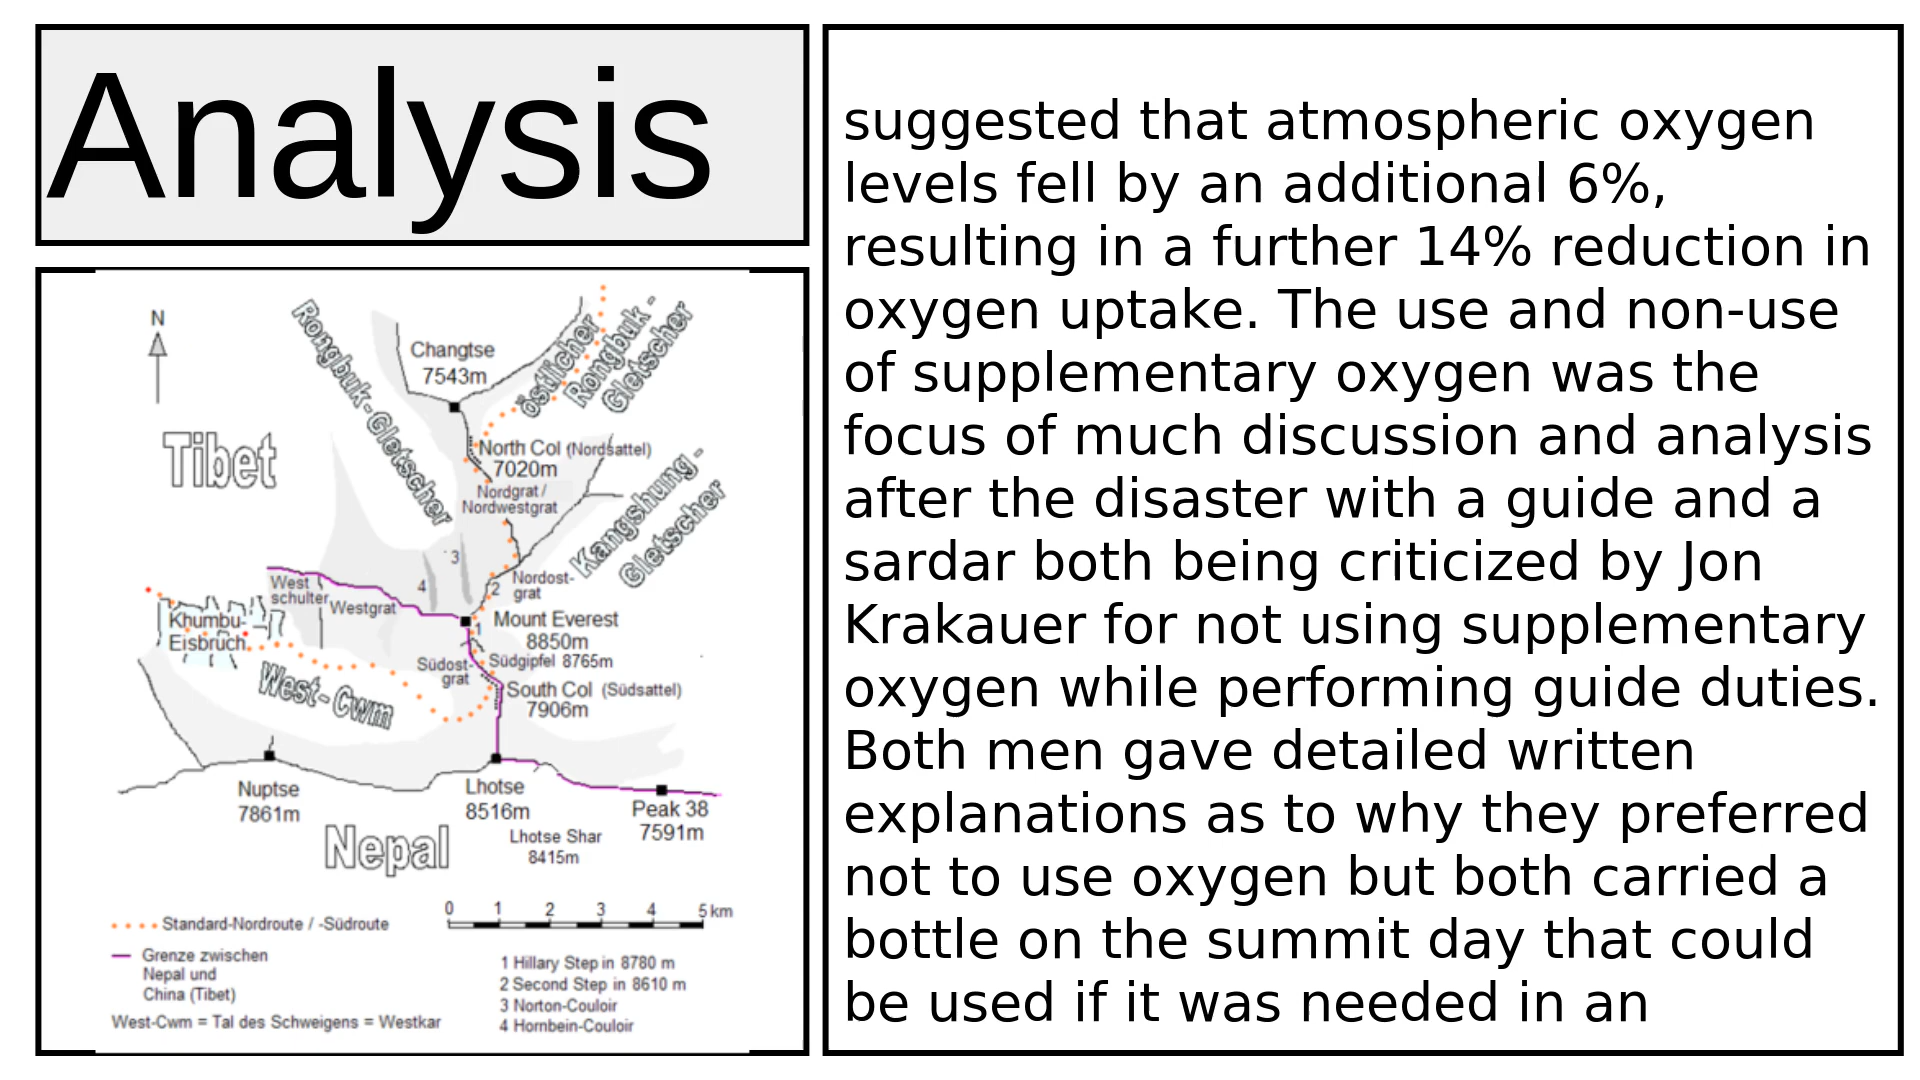 Analysis
suggested that atmospheric oxygen
levels fell by an additional 6%,
resulting in a further 14% reduction in
oxygen uptake. The use and non-use
of supplementary oxygen was the
focus of much discussion and analysis
after the disaster with a guide and a
sardar both being criticized by Jon
Krakauer for not using supplementary
oxygen while performing guide duties.
Both men gave detailed written
explanations as to why they preferred
not to use oxygen but both carried a
bottle on the summit day that could
be used if it was needed in an
N
Tibet
Rongbuk-Gletscher
Changtse
7543m
östlicher
Rongbuk-
Gletscher
North Col (Nordsattel)
7020m
Nordgrat /
Nordwestgrat
Kangshung-
Gletscher
3
4
2
Nordost-
grat
West
schulter
Westgrat
Khumbu-
Eisbruch
Mount Everest
8850m
1
Südgipfel 8765m
Südost-
grat
West-Cwm
South Col (Südsattel)
7906m
Nuptse
7861m
Lhotse
8516m
Peak 38
7591m
Lhotse Shar
8415m
Nepal
0 1 2 3 4 5 km
Standard-Nordroute / -Südroute
Grenze zwischen
Nepal und
China (Tibet)
West-Cwm = Tal des Schweigens = Westkar
1 Hillary Step in 8780 m
2 Second Step in 8610 m
3 Norton-Couloir
4 Hornbein-Couloir